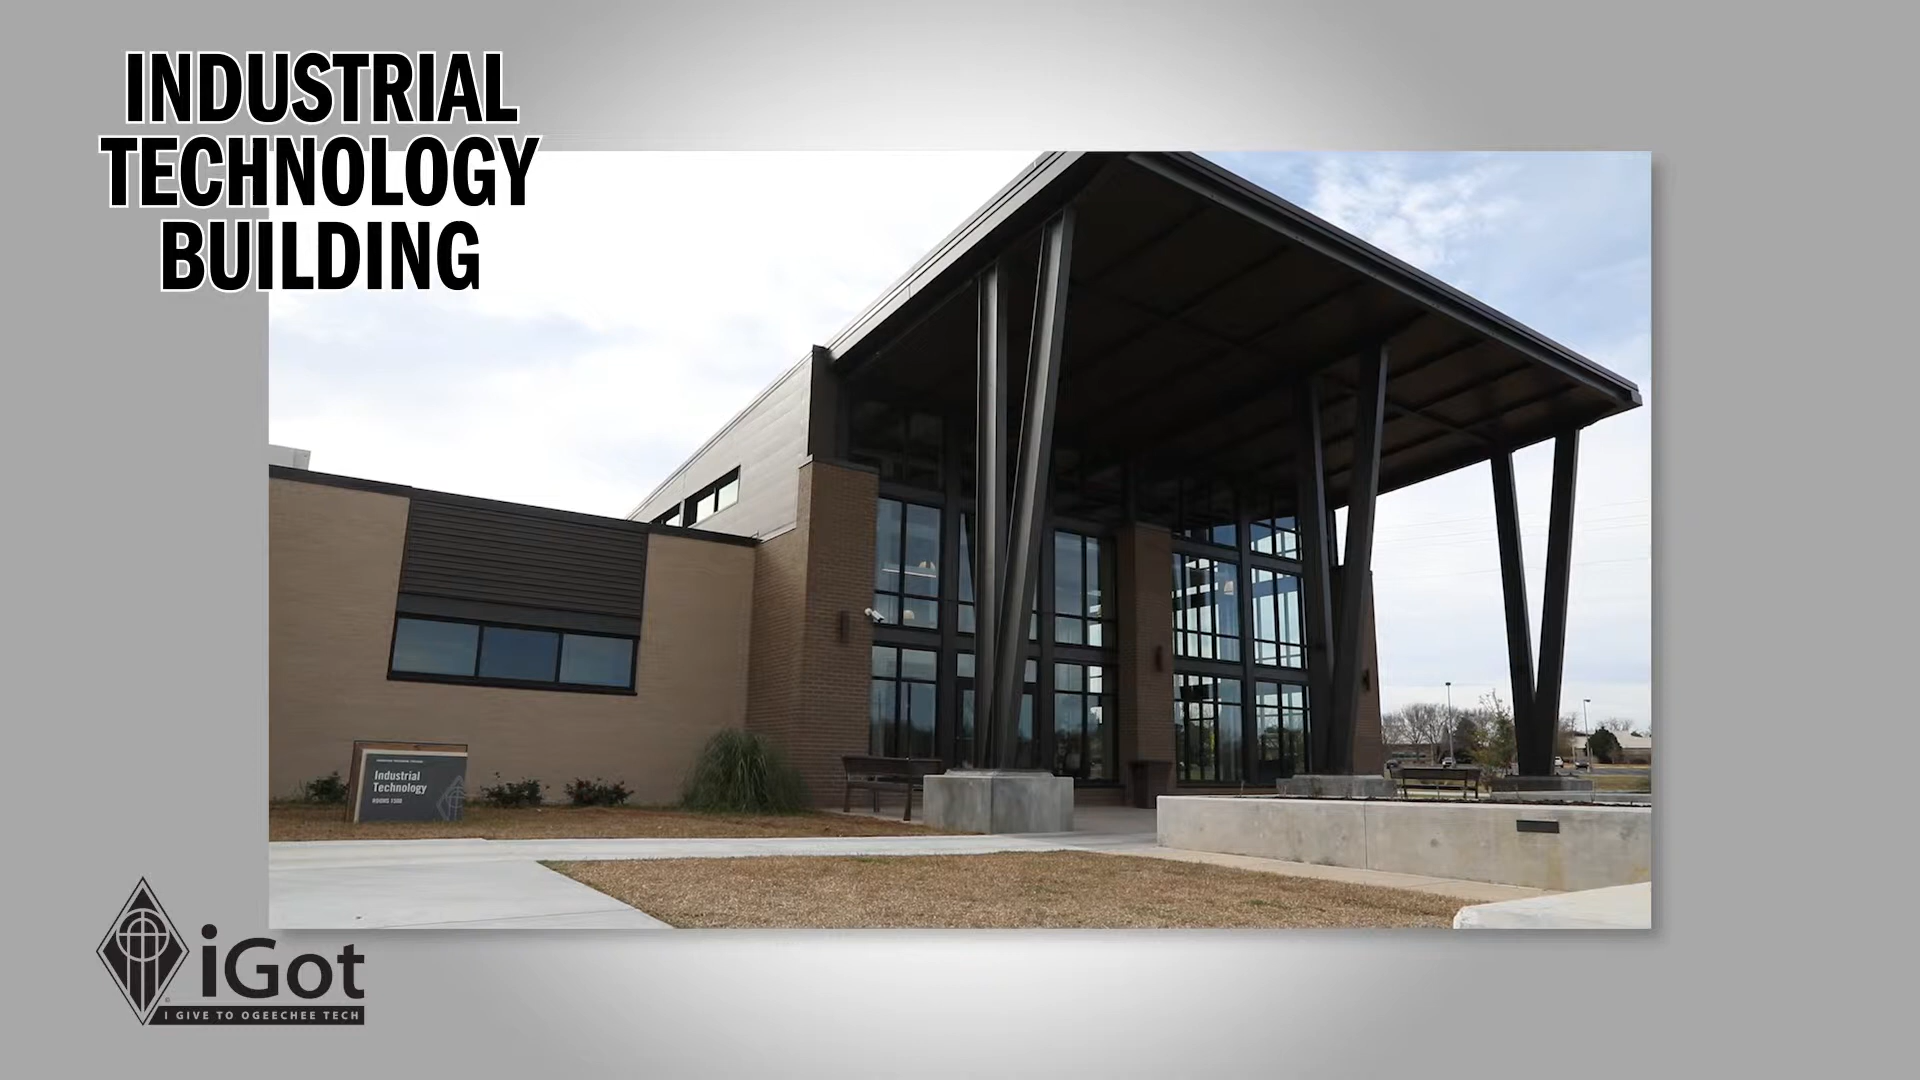 INDUSTRIAL
TECHNOLOGY
BUILDING
Industrial
Technology
iGot
I GIVE TO OGEECHEE TECH